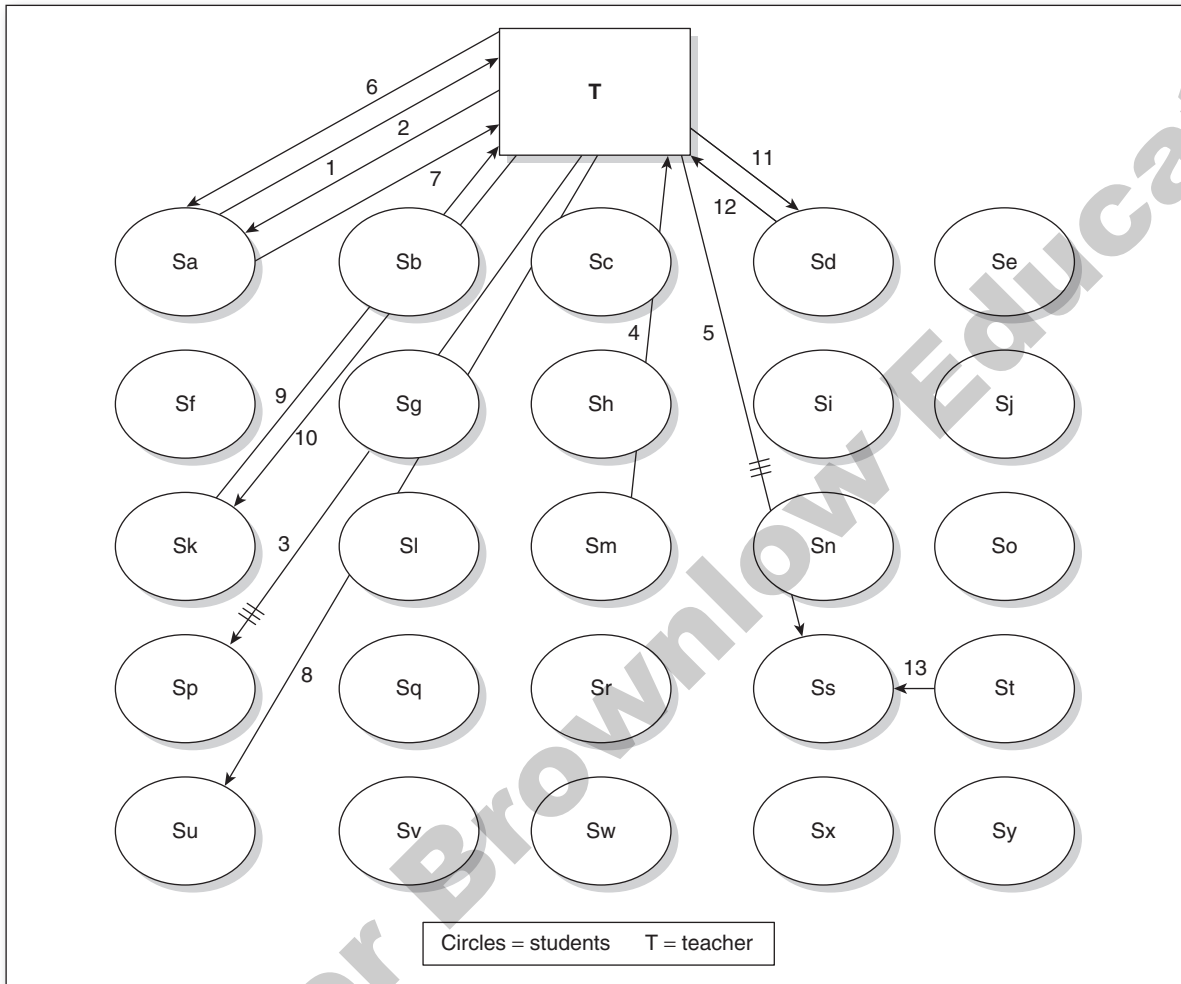 T
6
2
1
7
11
12
Sa
Sb
Sc
Sd
Se
4
5
Sf
Sg
Sh
Si
Sj
9
10
Sk
Sl
Sm
Sn
So
3
Sp
Sq
Sr
Ss
13
St
8
Su
Sv
Sw
Sx
Sy
Circles = students T = teacher
r Brownlow Educa